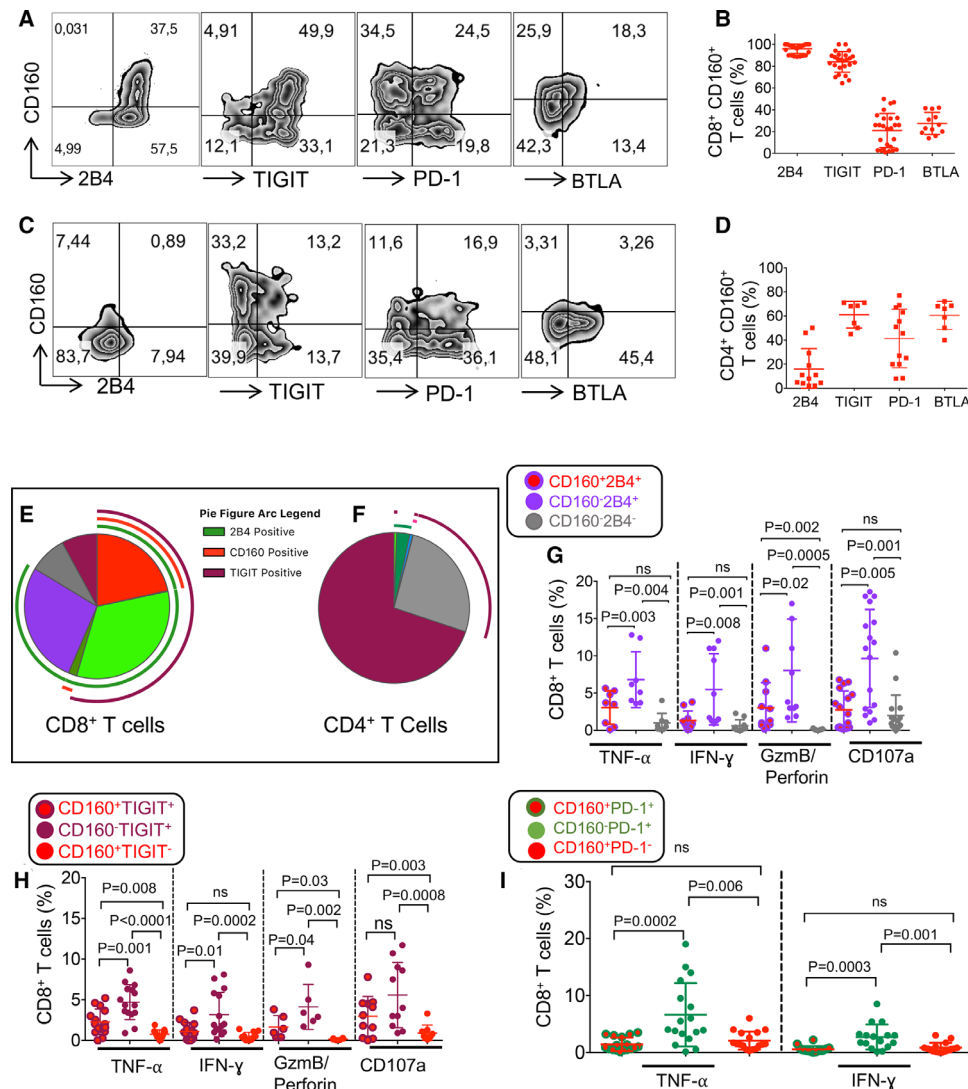 A
CD160
0,031 37,5
4,99 57,5
2B4
4,91 49,9
12,1 33,1
TIGIT
34,5 24,5
21,3 19,8
PD-1
25,9 18,3
42,3 13,4
BTLA
B
CD8⁺ CD160⁺
T cells (%)
100
80
60
40
20
0
2B4 TIGIT PD-1 BTLA
C
CD160
7,44 0,89
83,7 7,94
2B4
33,2 13,2
39,9 13,7
TIGIT
11,6 16,9
35,4 36,1
PD-1
3,31 3,26
48,1 45,4
BTLA
D
CD4⁺ CD160⁺
T cells (%)
100
80
60
40
20
0
2B4 TIGIT PD-1 BTLA
E
CD8⁺ T cells
Pie Figure Arc Legend
2B4 Positive
CD160 Positive
TIGIT Positive
F
CD4⁺ T Cells
CD160⁺2B4⁺
CD160⁻2B4⁺
CD160⁻2B4⁻
G
CD8⁺ T cells (%)
20
15
10
5
0
ns
P=0.004
P=0.003
ns
P=0.001
P=0.008
P=0.002
P=0.0005
P=0.02
ns
P=0.001
P=0.005
TNF-α IFN-ɣ GzmB/ CD107a
Perforin
CD160⁺TIGIT⁺
CD160⁻TIGIT⁺
CD160⁺TIGIT⁻
H
CD8⁺ T cells (%)
20
15
10
5
0
P=0.008
P<0.0001
P=0.001
ns
P=0.0002
P=0.01
P=0.03
P=0.002
P=0.04
P=0.003
P=0.0008
ns
TNF-α IFN-ɣ GzmB/ CD107a
Perforin
CD160⁺PD-1⁺
CD160⁻PD-1⁺
CD160⁺PD-1⁻
I
CD8⁺ T cells (%)
30
20
10
0
ns
P=0.006
P=0.0002
ns
P=0.001
P=0.0003
TNF-α IFN-ɣ